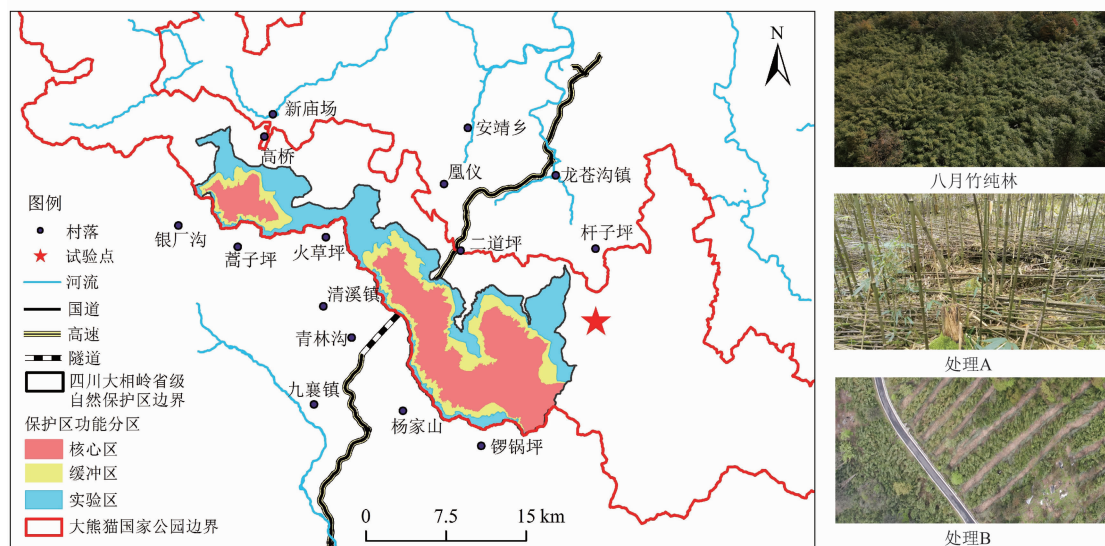 N
新庙场
高桥
安靖乡
凰仪
龙苍沟镇
银厂沟
蒿子坪
火草坪
二道坪
杆子坪
清溪镇
青林沟
九襄镇
杨家山
锣锅坪
图例
村落
试验点
河流
国道
高速
隧道
四川大相岭省级
自然保护区边界
保护区功能分区
核心区
缓冲区
实验区
大熊猫国家公园边界
0 7.5 15 km
八月竹纯林
处理A
处理B